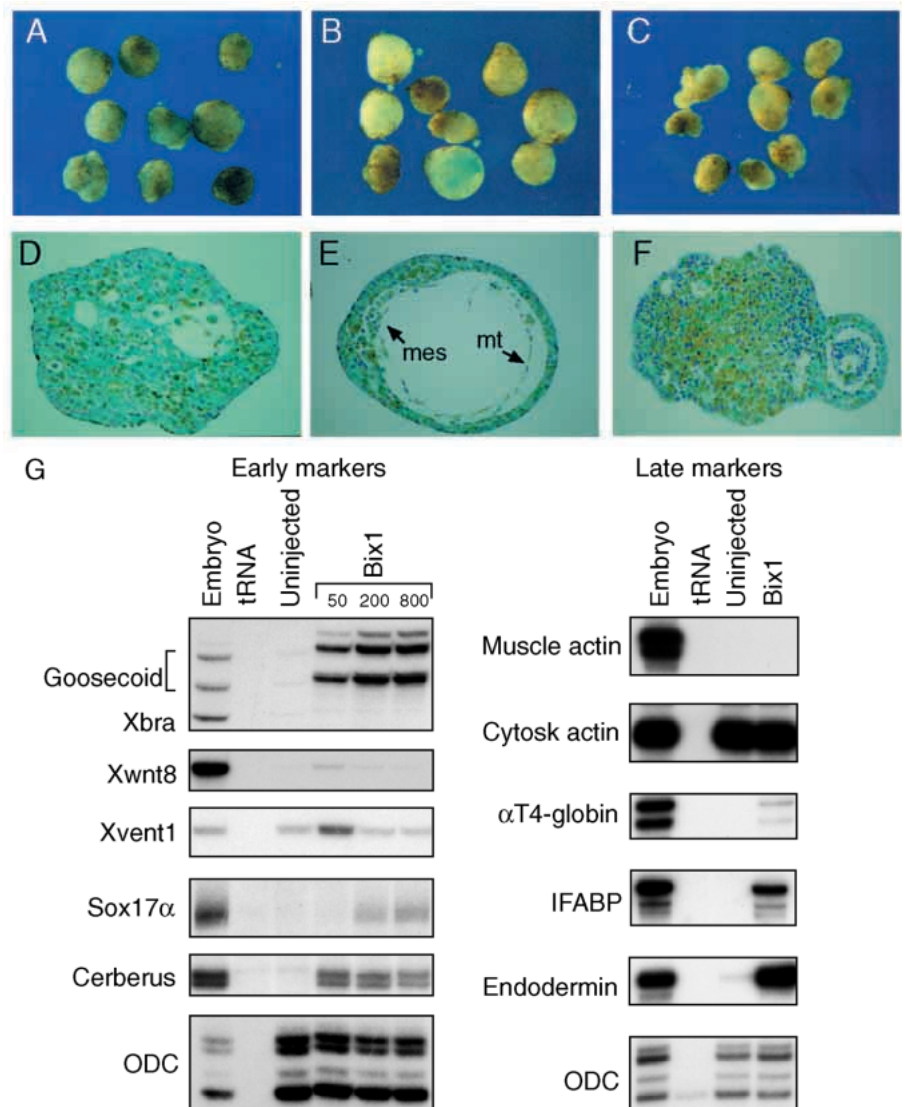 A
B
C
D
E
mes
mt
F
G
Early markers
Embryo
tRNA
Uninjected
Bix1
50 200 800
Goosecoid
Xbra
Xwnt8
Xvent1
Sox17α
Cerberus
ODC
Late markers
Embryo
tRNA
Uninjected
Bix1
Muscle actin
Cytosk actin
αT4-globin
IFABP
Endodermin
ODC